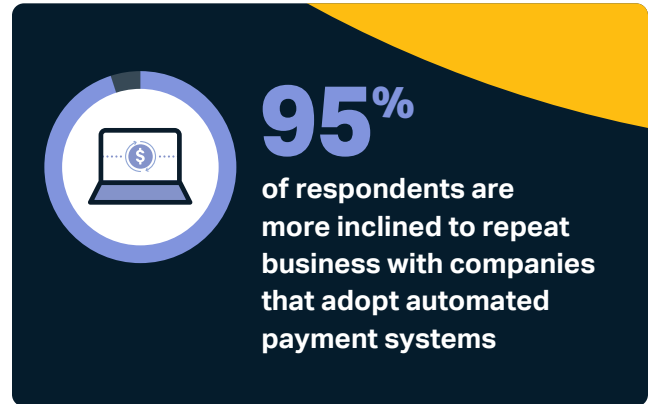 $
95%
of respondents are
more inclined to repeat
business with companies
that adopt automated
payment systems